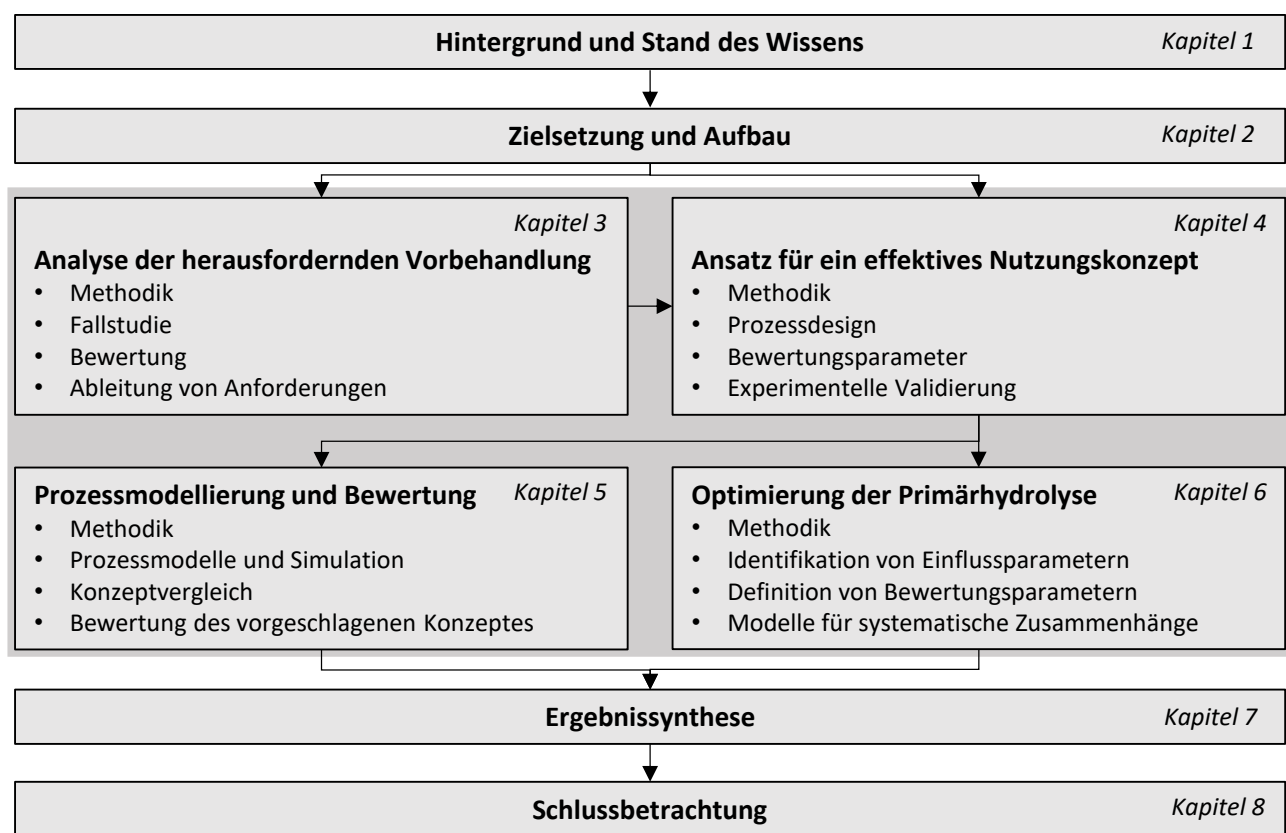 Hintergrund und Stand des Wissens Kapitel 1
Zielsetzung und Aufbau Kapitel 2
Kapitel 3
Analyse der herausfordernden Vorbehandlung
• Methodik
• Fallstudie
• Bewertung
• Ableitung von Anforderungen
Kapitel 4
Ansatz für ein effektives Nutzungskonzept
• Methodik
• Prozessdesign
• Bewertungsparameter
• Experimentelle Validierung
Prozessmodellierung und Bewertung Kapitel 5
• Methodik
• Prozessmodelle und Simulation
• Konzeptvergleich
• Bewertung des vorgeschlagenen Konzeptes
Optimierung der Primärhydrolyse Kapitel 6
• Methodik
• Identifikation von Einflussparametern
• Definition von Bewertungsparametern
• Modelle für systematische Zusammenhänge
Ergebnissynthese Kapitel 7
Schlussbetrachtung Kapitel 8